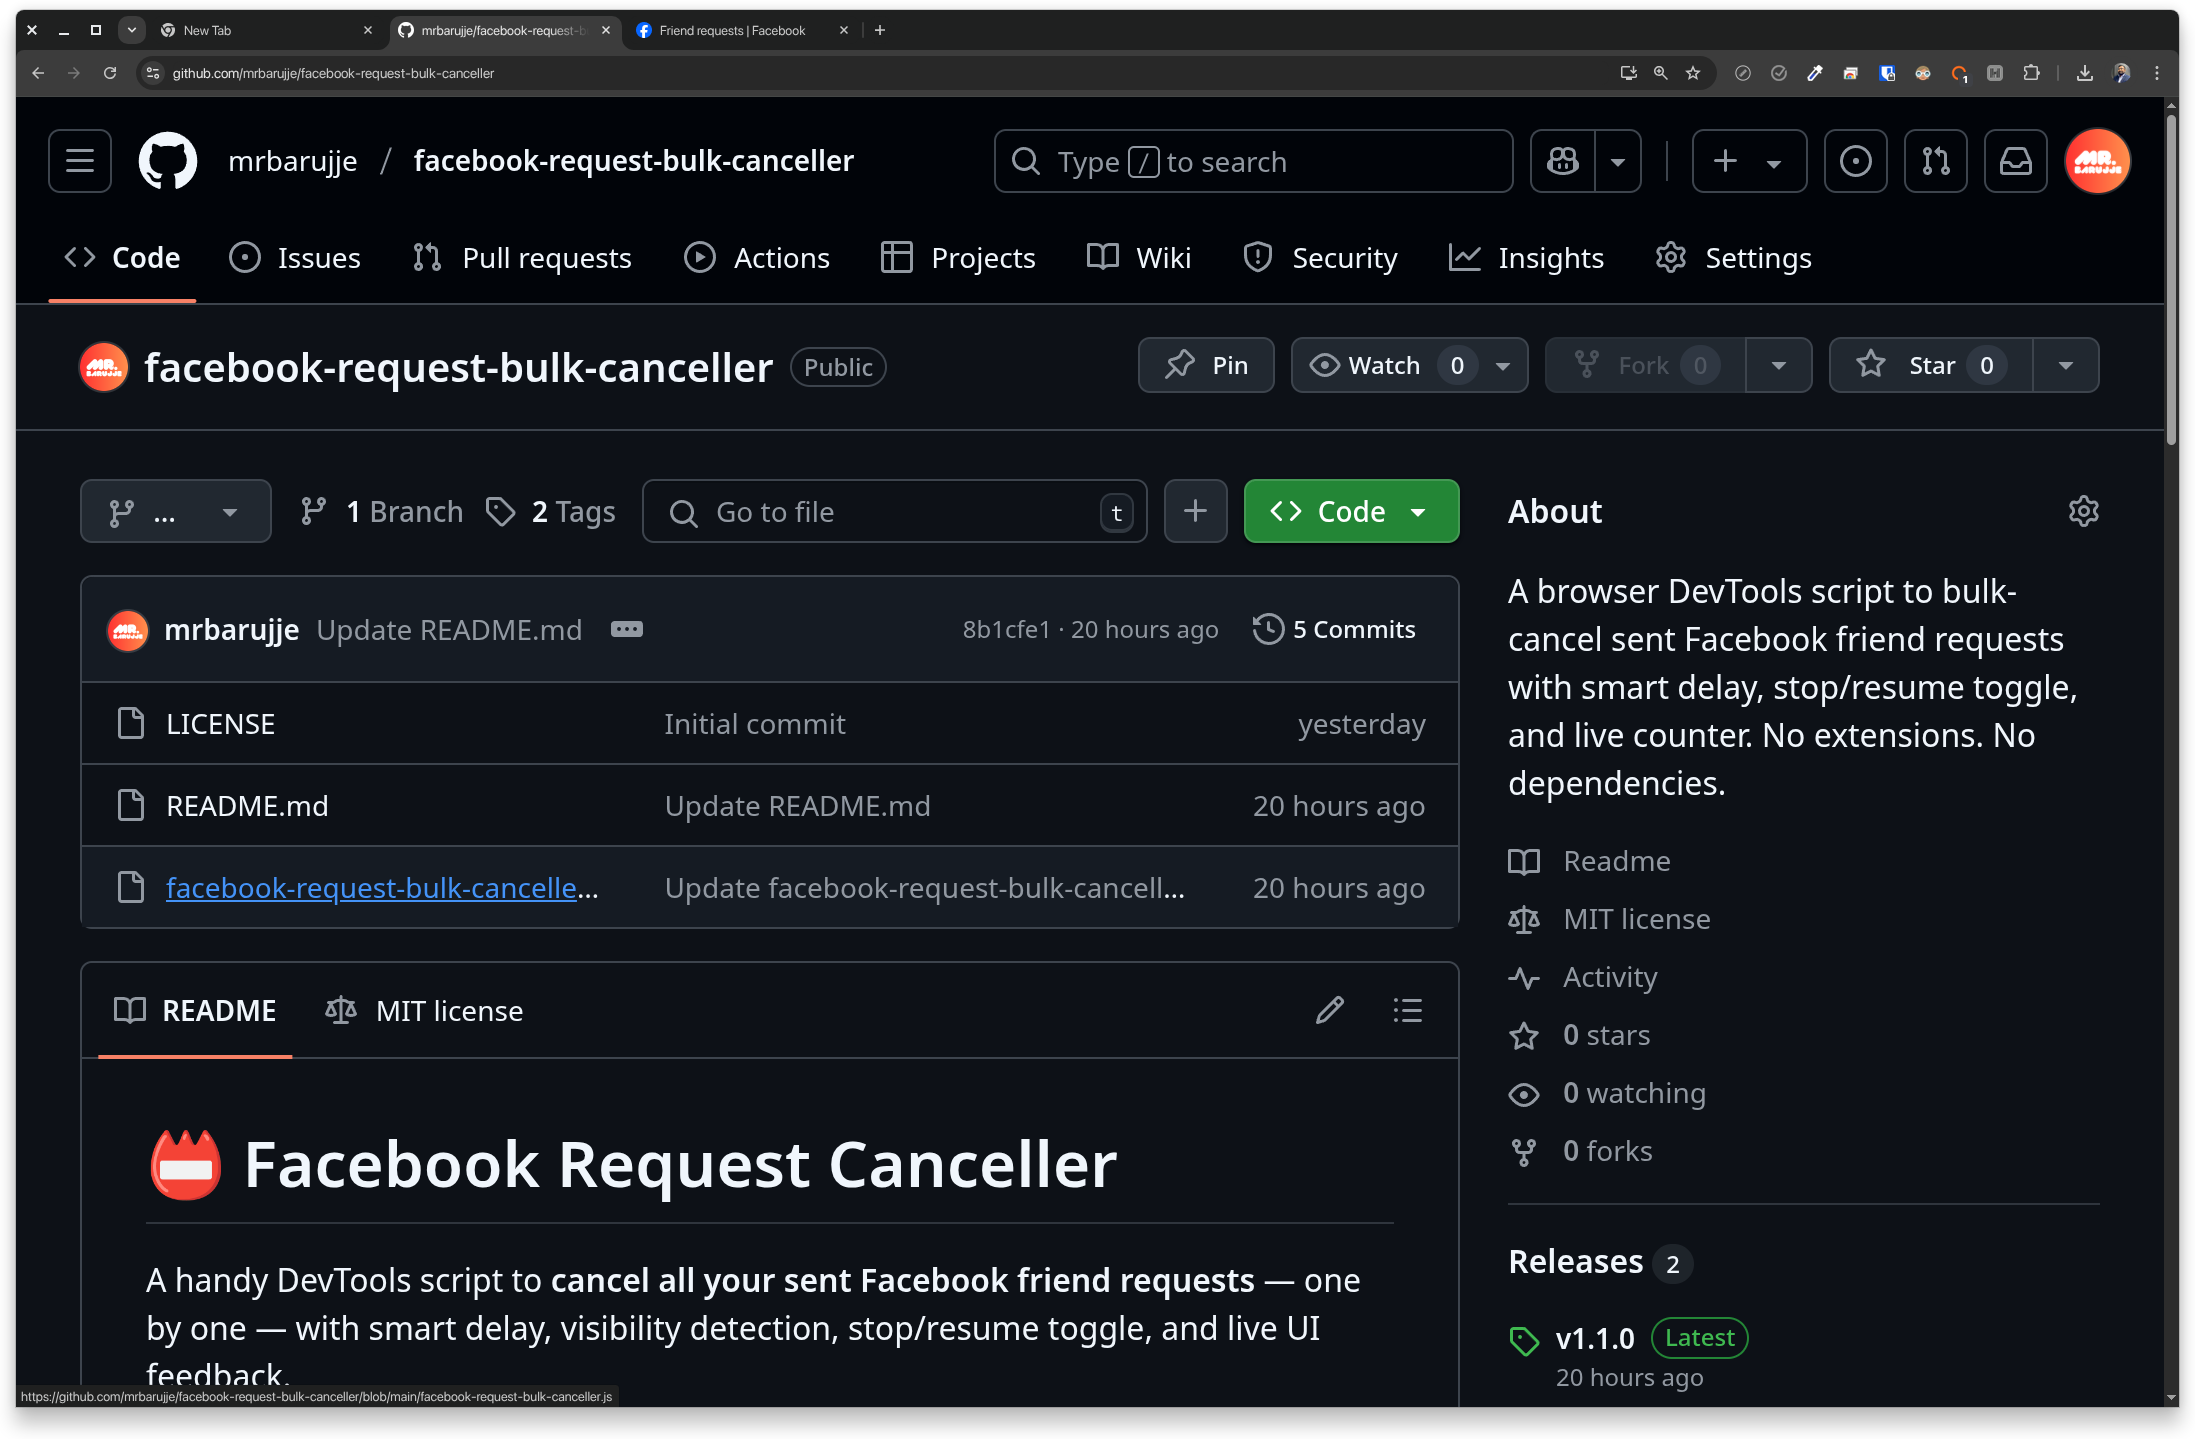 New Tab
mrbarujje/facebook-request-b
Friend requests | Facebook
github.com/mrbarujje/facebook-request-bulk-canceller
1
mrbarujje / facebook-request-bulk-canceller
Type / to search
MR. BARUJJE
Code
Issues
Pull requests
Actions
Projects
Wiki
Security
Insights
Settings
MR. BARUJJE
facebook-request-bulk-canceller
Public
Pin
Watch 0
Fork 0
Star 0
...
1 Branch
2 Tags
Go to file
t
Code
MR. BARUJJE
mrbarujje Update README.md
8b1cfe1 · 20 hours ago
5 Commits
LICENSE
Initial commit
yesterday
README.md
Update README.md
20 hours ago
facebook-request-bulk-cancelle...
Update facebook-request-bulk-cancell...
20 hours ago
README
MIT license
Facebook Request Canceller
A handy DevTools script to cancel all your sent Facebook friend requests — one
by one — with smart delay, visibility detection, stop/resume toggle, and live UI
feedback.
About
A browser DevTools script to bulk-
cancel sent Facebook friend requests
with smart delay, stop/resume toggle,
and live counter. No extensions. No
dependencies.
Readme
MIT license
Activity
0 stars
0 watching
0 forks
Releases 2
v1.1.0 Latest
20 hours ago
https://github.com/mrbarujje/facebook-request-bulk-canceller/blob/main/facebook-request-bulk-canceller.js